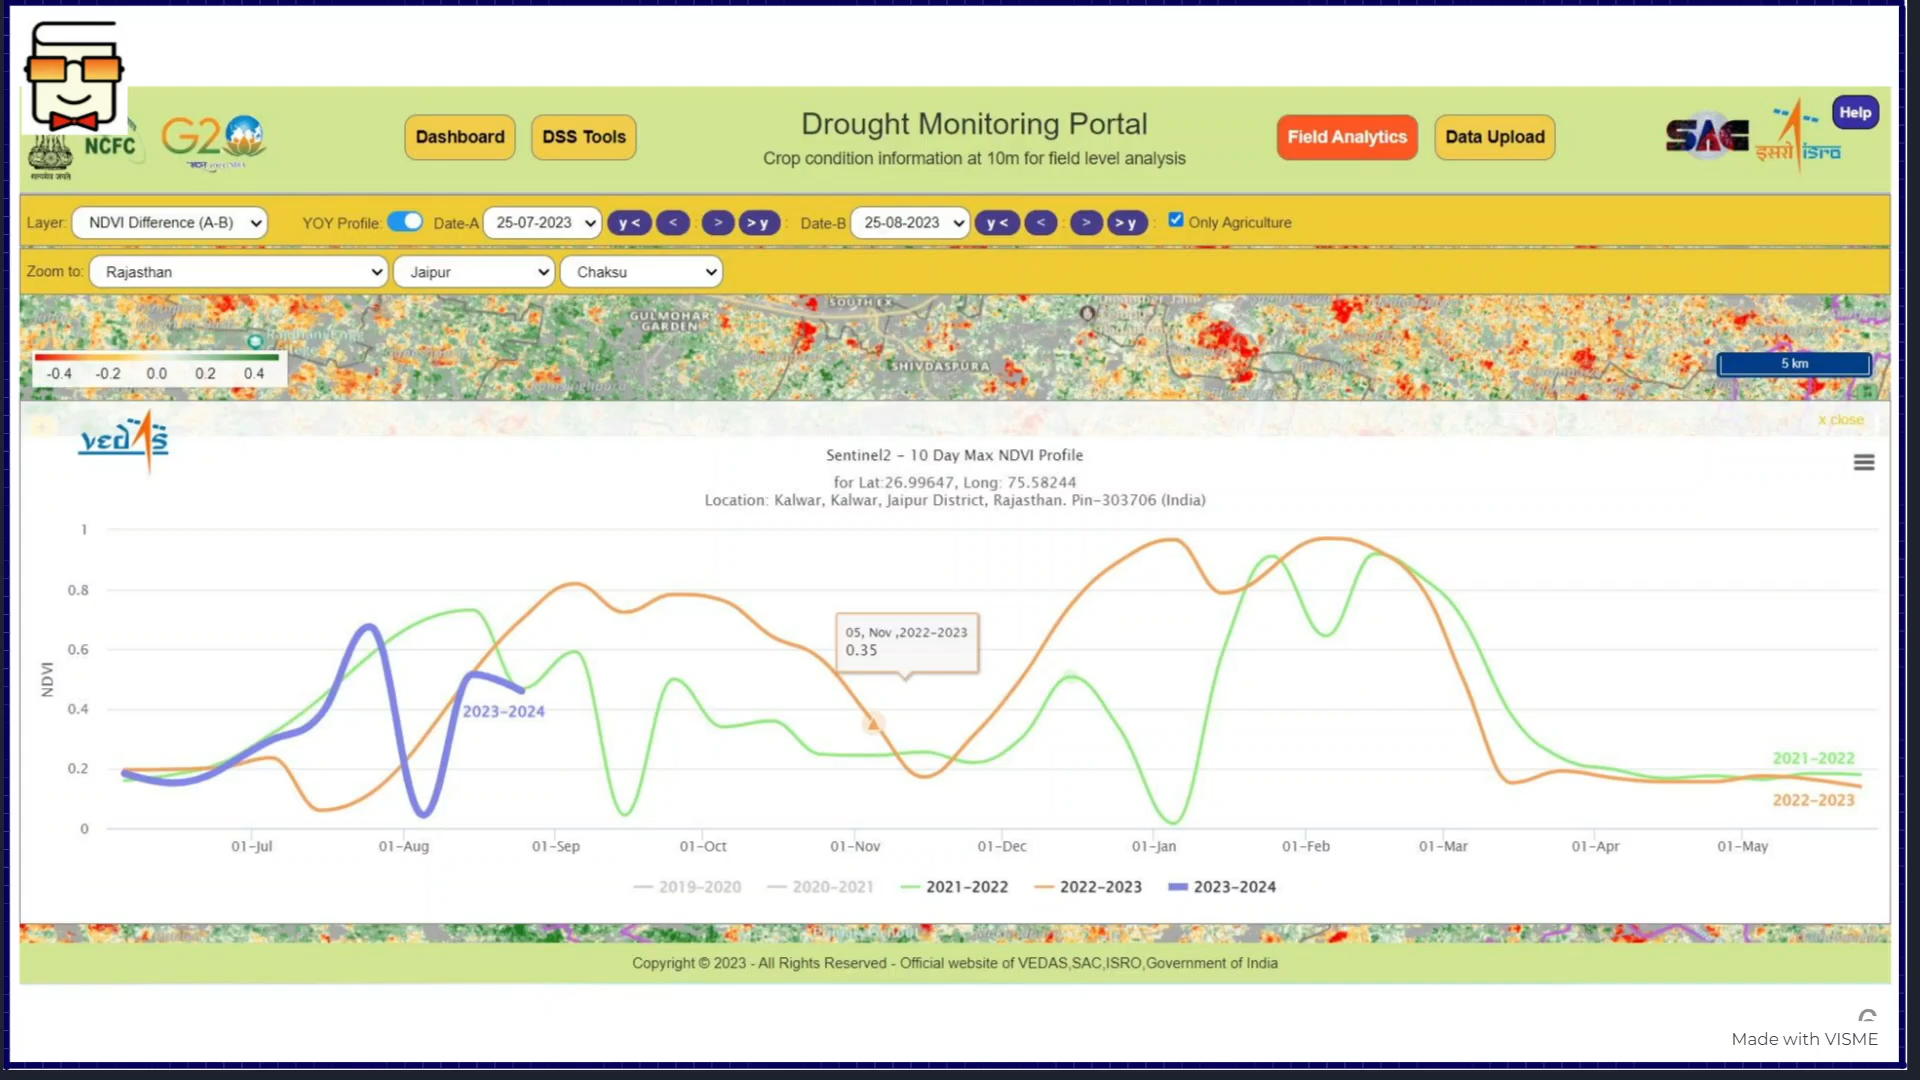 NCFC
सत्यमेव जयते
G20
Dashboard
DSS Tools
Drought Monitoring Portal
Crop condition information at 10m for field level analysis
Field Analytics
Data Upload
SAC
इसरो isro
Help
Layer: NDVI Difference (A-B) YOY Profile: Date-A 25-07-2023 y < < : > > y : Date-B 25-08-2023 y < < : > > y : Only Agriculture
Zoom to: Rajasthan Jaipur Chaksu
SOUTH EX
GULMOHAR
GARDEN
SHIVDASPURA
-0.4 -0.2 0.0 0.2 0.4
5 km
vedas
x close
Sentinel2 - 10 Day Max NDVI Profile
for Lat:26.99647, Long: 75.58244
Location: Kalwar, Kalwar, Jaipur District, Rajasthan. Pin-303706 (India)
NDVI
1
0.8
0.6
0.4
0.2
0
05, Nov ,2022-2023
0.35
2023-2024
2021-2022
2022-2023
01-Jul 01-Aug 01-Sep 01-Oct 01-Nov 01-Dec 01-Jan 01-Feb 01-Mar 01-Apr 01-May
2019-2020 2020-2021 2021-2022 2022-2023 2023-2024
Copyright © 2023 - All Rights Reserved - Official website of VEDAS,SAC,ISRO,Government of India
Made with VISME